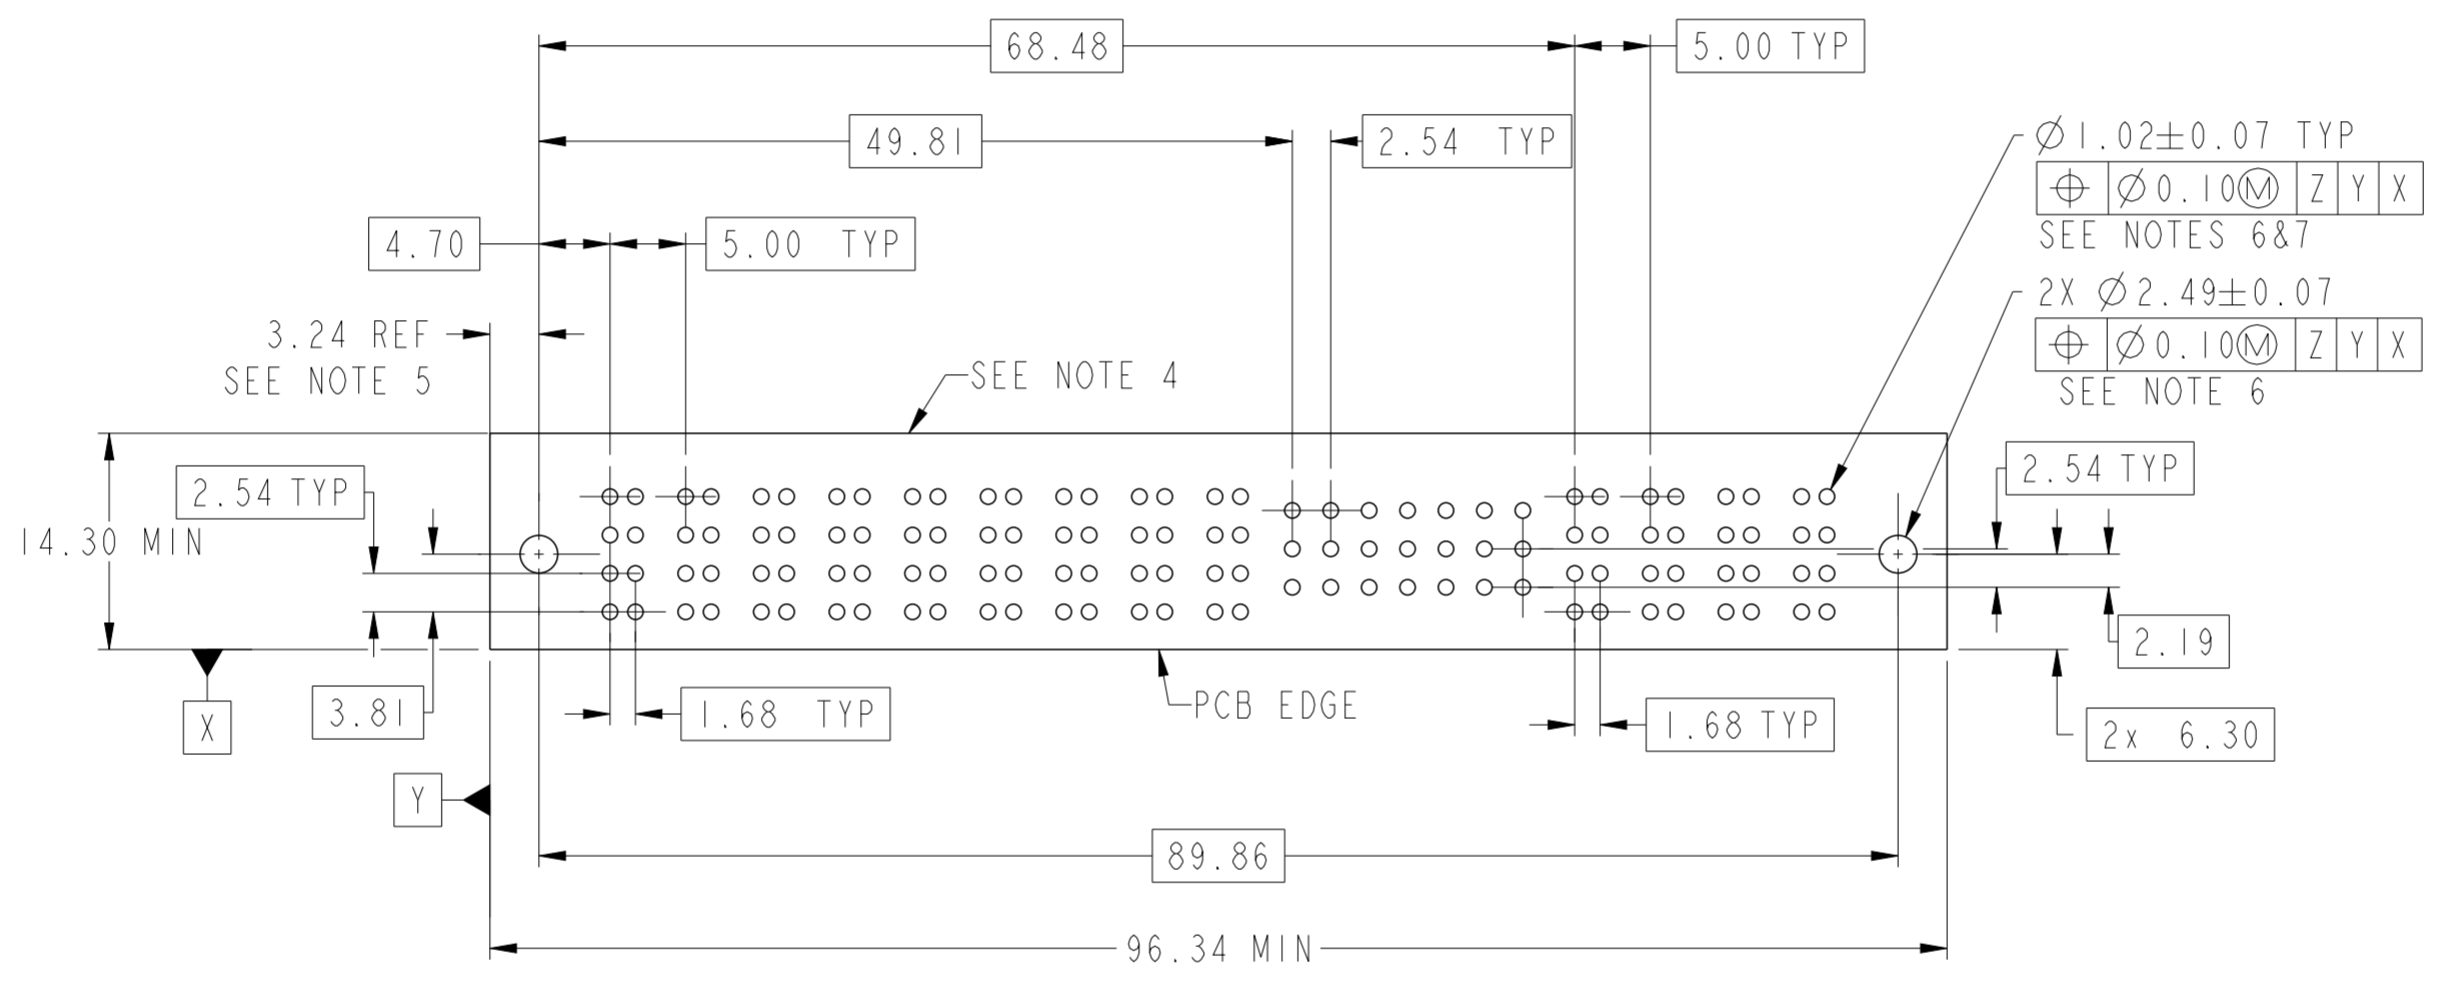 68.48
5.00 TYP
49.81
2.54 TYP
Ø1.02±0.07 TYP
⌖ Ø0.10Ⓜ Z Y X
SEE NOTES 6&7
4.70
5.00 TYP
2X Ø2.49±0.07
⌖ Ø0.10Ⓜ Z Y X
SEE NOTE 6
3.24 REF
SEE NOTE 5
SEE NOTE 4
2.54 TYP
2.54 TYP
14.30 MIN
2.19
3.81
1.68 TYP
PCB EDGE
1.68 TYP
2x 6.30
X
Y
89.86
96.34 MIN